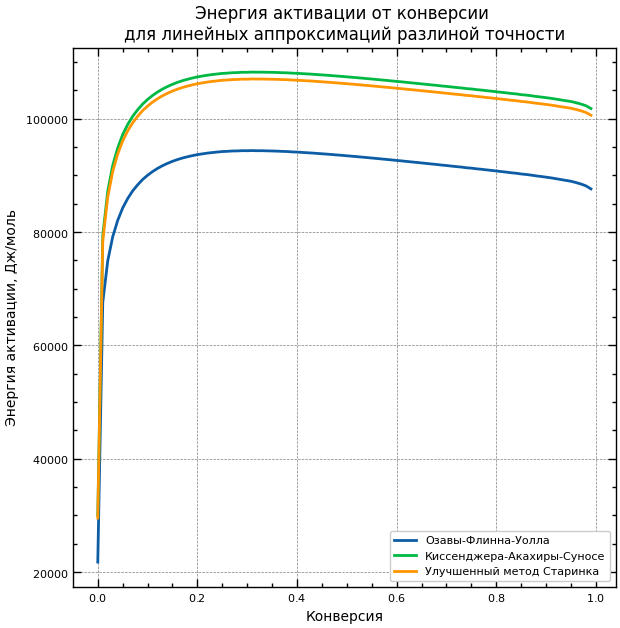 Энергия активации от конверсии
для линейных аппроксимаций разлиной точности
Энергия активации, Дж/моль
100000
80000
60000
40000
20000
0.0
0.2
0.4
0.6
0.8
1.0
Конверсия
Озавы-Флинна-Уолла
Киссенджера-Акахиры-Суносе
Улучшенный метод Старинка